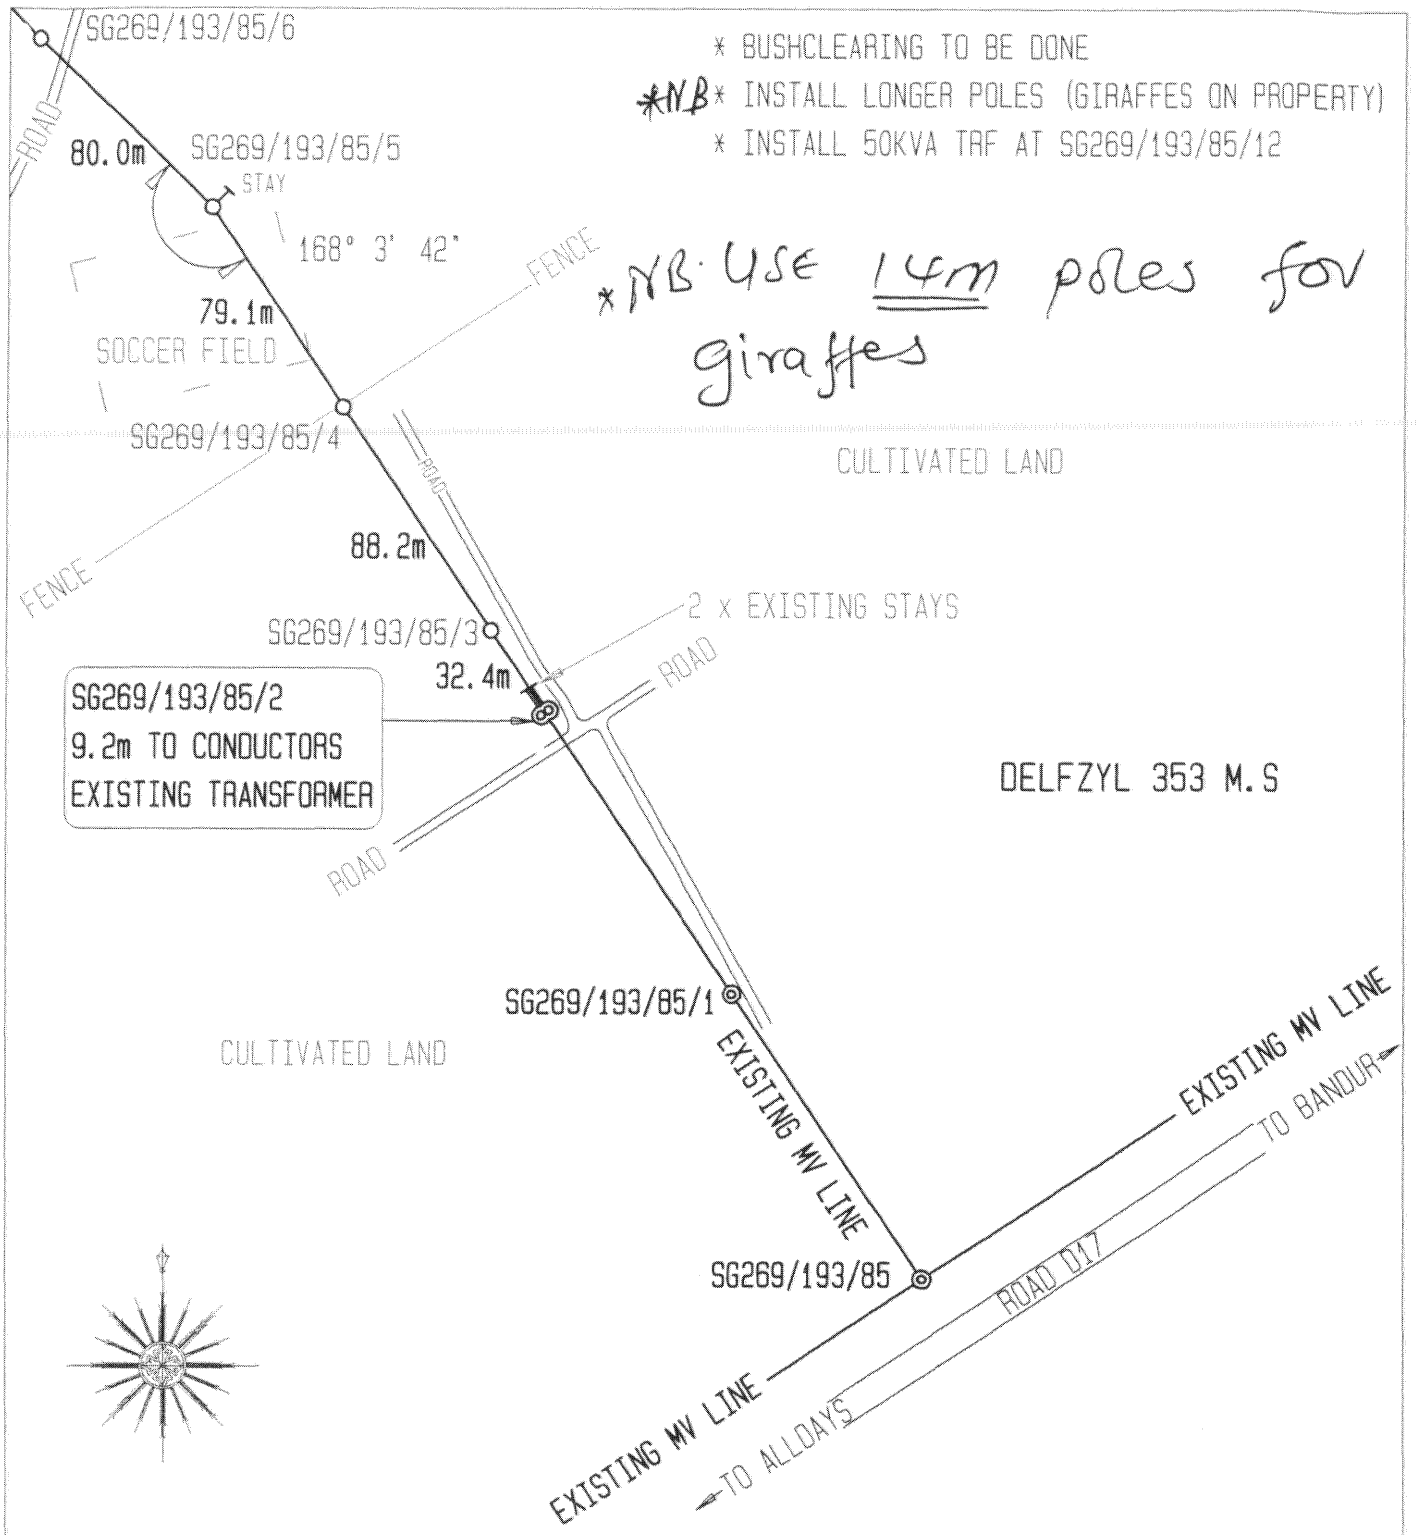 SG269/193/85/6
* BUSHCLEARING TO BE DONE
*NB * INSTALL LONGER POLES (GIRAFFES ON PROPERTY)
* INSTALL 50KVA TRF AT SG269/193/85/12
ROAD
80.0m
SG269/193/85/5
STAY
168° 3' 42"
FENCE
*NB. USE 14m poles for
giraffes
79.1m
SOCCER FIELD
SG269/193/85/4
ROAD
CULTIVATED LAND
88.2m
FENCE
2 x EXISTING STAYS
SG269/193/85/3
32.4m
ROAD
SG269/193/85/2
9.2m TO CONDUCTORS
EXISTING TRANSFORMER
DELFZYL 353 M.S
ROAD
SG269/193/85/1
CULTIVATED LAND
EXISTING MV LINE
EXISTING MV LINE
TO BANDUR
SG269/193/85
ROAD D17
EXISTING MV LINE
TO ALLDAYS